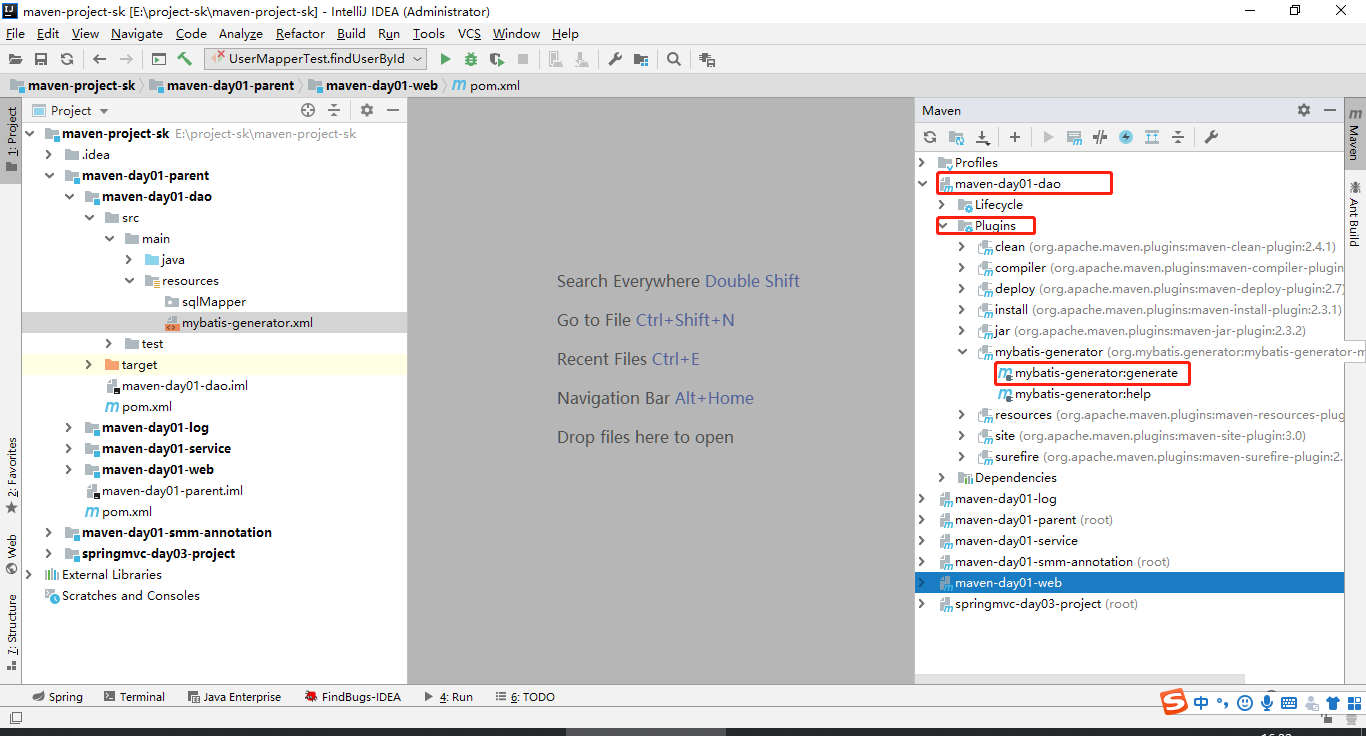 maven-project-sk [E:\project-sk\maven-project-sk] - IntelliJ IDEA (Administrator)
File Edit View Navigate Code Analyze Refactor Build Run Tools VCS Window Help
UserMapperTest.findUserById
maven-project-sk maven-day01-parent maven-day01-web pom.xml
1: Project
2: Favorites
Web
7: Structure
Project
maven-project-sk E:\project-sk\maven-project-sk
.idea
maven-day01-parent
maven-day01-dao
src
main
java
resources
sqlMapper
mybatis-generator.xml
test
target
maven-day01-dao.iml
pom.xml
maven-day01-log
maven-day01-service
maven-day01-web
maven-day01-parent.iml
pom.xml
maven-day01-smm-annotation
springmvc-day03-project
External Libraries
Scratches and Consoles
Search Everywhere Double Shift
Go to File Ctrl+Shift+N
Recent Files Ctrl+E
Navigation Bar Alt+Home
Drop files here to open
Maven
Profiles
maven-day01-dao
Lifecycle
Plugins
clean (org.apache.maven.plugins:maven-clean-plugin:2.4.1)
compiler (org.apache.maven.plugins:maven-compiler-plugin
deploy (org.apache.maven.plugins:maven-deploy-plugin:2.7)
install (org.apache.maven.plugins:maven-install-plugin:2.3.1)
jar (org.apache.maven.plugins:maven-jar-plugin:2.3.2)
mybatis-generator (org.mybatis.generator:mybatis-generator-m
mybatis-generator:generate
mybatis-generator:help
resources (org.apache.maven.plugins:maven-resources-plug
site (org.apache.maven.plugins:maven-site-plugin:3.0)
surefire (org.apache.maven.plugins:maven-surefire-plugin:2.
Dependencies
maven-day01-log
maven-day01-parent (root)
maven-day01-service
maven-day01-smm-annotation (root)
maven-day01-web
springmvc-day03-project (root)
Maven
Ant Build
Spring Terminal Java Enterprise FindBugs-IDEA 4: Run 6: TODO
中